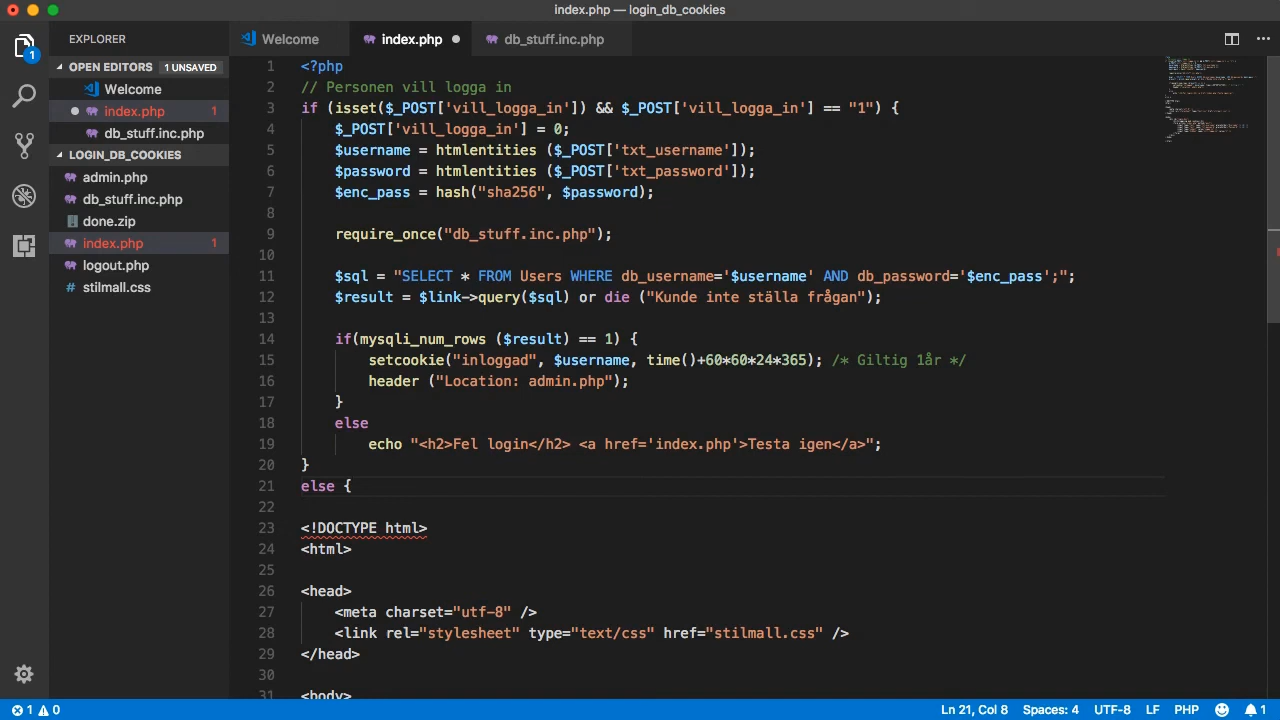 index.php — login_db_cookies
EXPLORER
Welcome
index.php
db_stuff.inc.php
OPEN EDITORS
1 UNSAVED
Welcome
index.php 1
db_stuff.inc.php
LOGIN_DB_COOKIES
admin.php
db_stuff.inc.php
done.zip
index.php 1
logout.php
stilmall.css
1
1 <?php
2 // Personen vill logga in
3 if (isset($_POST['vill_logga_in']) && $_POST['vill_logga_in'] == "1") {
4 $_POST['vill_logga_in'] = 0;
5 $username = htmlentities ($_POST['txt_username']);
6 $password = htmlentities ($_POST['txt_password']);
7 $enc_pass = hash("sha256", $password);
8
9 require_once("db_stuff.inc.php");
10
11 $sql = "SELECT * FROM Users WHERE db_username='$username' AND db_password='$enc_pass';";
12 $result = $link->query($sql) or die ("Kunde inte ställa frågan");
13
14 if(mysqli_num_rows ($result) == 1) {
15 setcookie("inloggad", $username, time()+60*60*24*365); /* Giltig 1år */
16 header ("Location: admin.php");
17 }
18 else
19 echo "<h2>Fel login</h2> <a href='index.php'>Testa igen</a>";
20 }
21 else {
22
23 <!DOCTYPE html>
24 <html>
25
26 <head>
27 <meta charset="utf-8" />
28 <link rel="stylesheet" type="text/css" href="stilmall.css" />
29 </head>
30
31 <body>
1 0
Ln 21, Col 8
Spaces: 4
UTF-8
LF
PHP
1